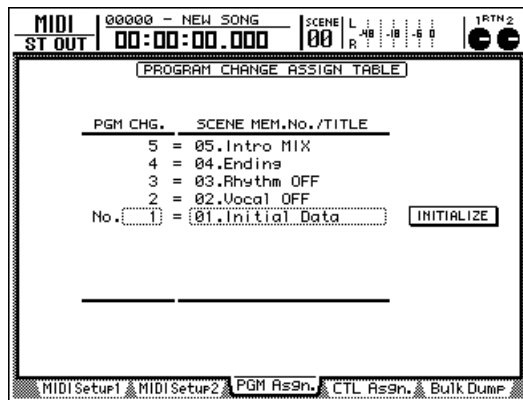 MIDI
ST OUT
00000 - NEW SONG
00:00:00.000
SCENE
00
L
R
-48 -18 -6 0
1RTN2
PROGRAM CHANGE ASSIGN TABLE
PGM CHG. SCENE MEM.No./TITLE
5 = 05.Intro MIX
4 = 04.Ending
3 = 03.Rhythm OFF
2 = 02.Vocal OFF
No. 1 = 01.Initial Data
INITIALIZE
MIDI Setup1 MIDI Setup2 PGM Asgn. CTL Asgn. Bulk Dump